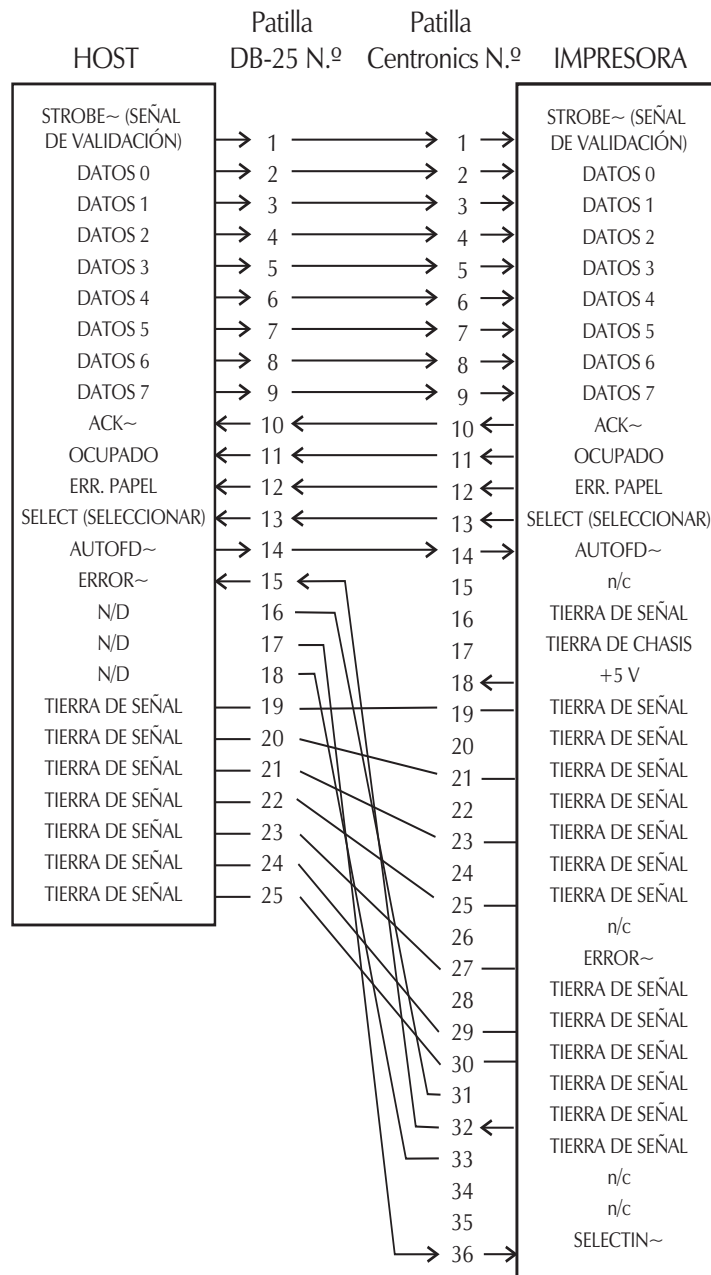 Patilla Patilla
HOST DB-25 N.º Centronics N.º IMPRESORA
STROBE~ (SEÑAL STROBE~ (SEÑAL
DE VALIDACIÓN) 1 1 DE VALIDACIÓN)
DATOS 0 2 2 DATOS 0
DATOS 1 3 3 DATOS 1
DATOS 2 4 4 DATOS 2
DATOS 3 5 5 DATOS 3
DATOS 4 6 6 DATOS 4
DATOS 5 7 7 DATOS 5
DATOS 6 8 8 DATOS 6
DATOS 7 9 9 DATOS 7
ACK~ 10 10 ACK~
OCUPADO 11 11 OCUPADO
ERR. PAPEL 12 12 ERR. PAPEL
SELECT (SELECCIONAR) 13 13 SELECT (SELECCIONAR)
AUTOFD~ 14 14 AUTOFD~
ERROR~ 15 15 n/c
N/D 16 16 TIERRA DE SEÑAL
N/D 17 17 TIERRA DE CHASIS
N/D 18 18 +5 V
TIERRA DE SEÑAL 19 19 TIERRA DE SEÑAL
TIERRA DE SEÑAL 20 20 TIERRA DE SEÑAL
TIERRA DE SEÑAL 21 21 TIERRA DE SEÑAL
TIERRA DE SEÑAL 22 22 TIERRA DE SEÑAL
TIERRA DE SEÑAL 23 23 TIERRA DE SEÑAL
TIERRA DE SEÑAL 24 24 TIERRA DE SEÑAL
TIERRA DE SEÑAL 25 25 TIERRA DE SEÑAL
26 n/c
27 ERROR~
28 TIERRA DE SEÑAL
29 TIERRA DE SEÑAL
30 TIERRA DE SEÑAL
31 TIERRA DE SEÑAL
32 TIERRA DE SEÑAL
33 TIERRA DE SEÑAL
34 n/c
35 n/c
36 SELECTIN~